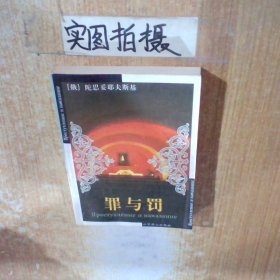 实图拍摄
[俄] 陀思妥耶夫斯基
罪与罚
Преступление и наказание